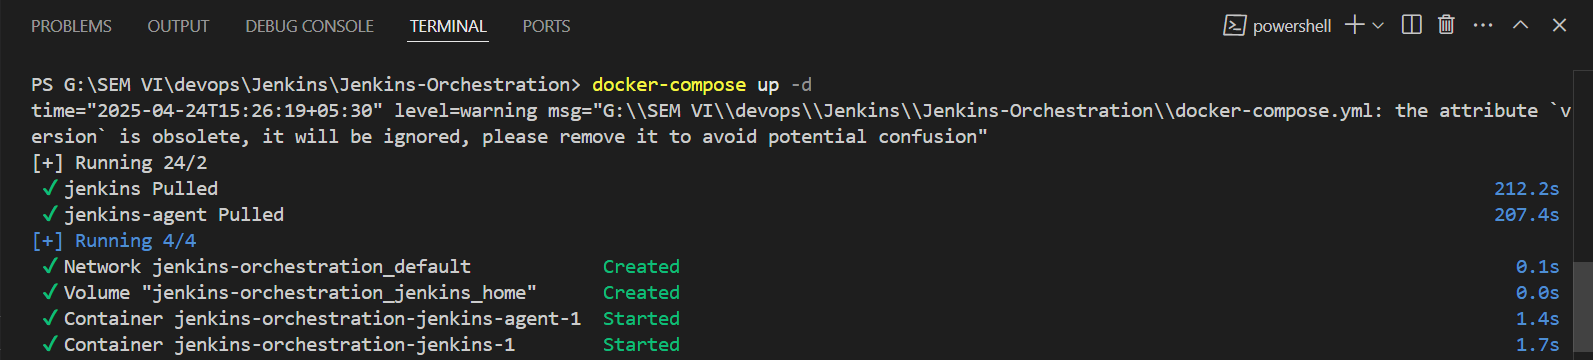 PROBLEMS OUTPUT DEBUG CONSOLE TERMINAL PORTS powershell
PS G:\SEM VI\devops\Jenkins\Jenkins-Orchestration> docker-compose up -d
time="2025-04-24T15:26:19+05:30" level=warning msg="G:\\SEM VI\\devops\\Jenkins\\Jenkins-Orchestration\\docker-compose.yml: the attribute `v
ersion` is obsolete, it will be ignored, please remove it to avoid potential confusion"
[+] Running 24/2
✓ jenkins Pulled 212.2s
✓ jenkins-agent Pulled 207.4s
[+] Running 4/4
✓ Network jenkins-orchestration_default Created 0.1s
✓ Volume "jenkins-orchestration_jenkins_home" Created 0.0s
✓ Container jenkins-orchestration-jenkins-agent-1 Started 1.4s
✓ Container jenkins-orchestration-jenkins-1 Started 1.7s